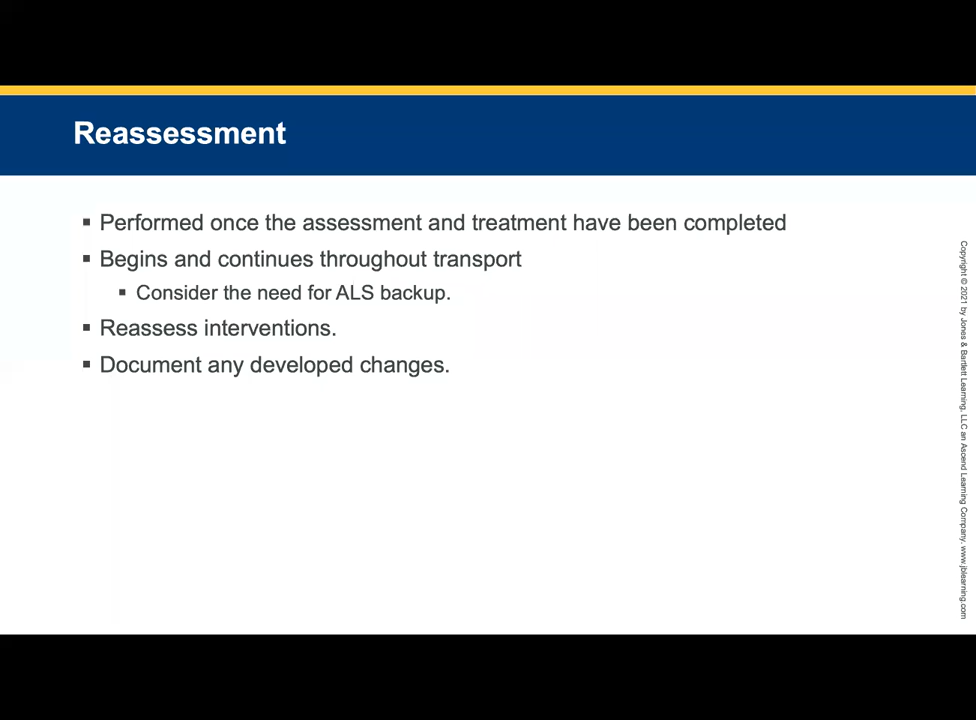 Reassessment
▪ Performed once the assessment and treatment have been completed
▪ Begins and continues throughout transport
▪ Consider the need for ALS backup.
▪ Reassess interventions.
▪ Document any developed changes.
Copyright © 2021 by Jones & Bartlett Learning, LLC an Ascend Learning Company. www.jblearning.com